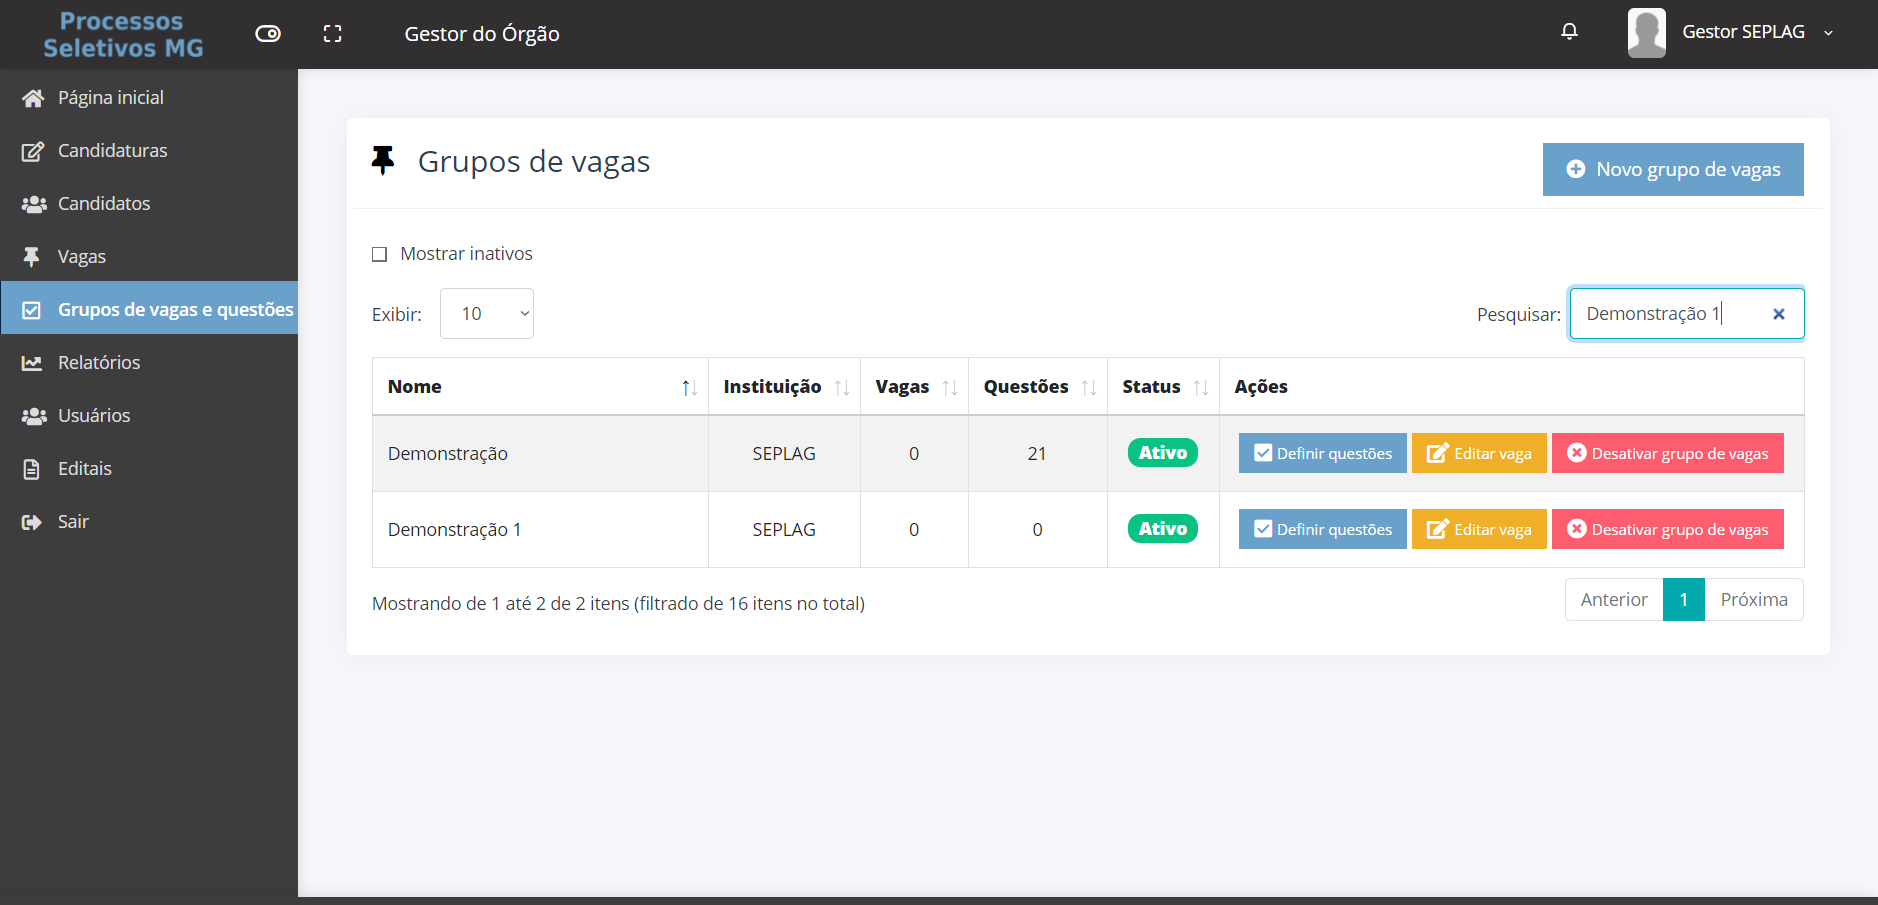 Processos
Seletivos MG
Gestor do Órgão
Gestor SEPLAG
Página inicial
Candidaturas
Candidatos
Vagas
Grupos de vagas e questões
Relatórios
Usuários
Editais
Sair
Grupos de vagas
Novo grupo de vagas
Mostrar inativos
Exibir: 10
Pesquisar: Demonstração 1
Nome Instituição Vagas Questões Status Ações
Demonstração SEPLAG 0 21 Ativo Definir questões Editar vaga Desativar grupo de vagas
Demonstração 1 SEPLAG 0 0 Ativo Definir questões Editar vaga Desativar grupo de vagas
Mostrando de 1 até 2 de 2 itens (filtrado de 16 itens no total)
Anterior 1 Próxima